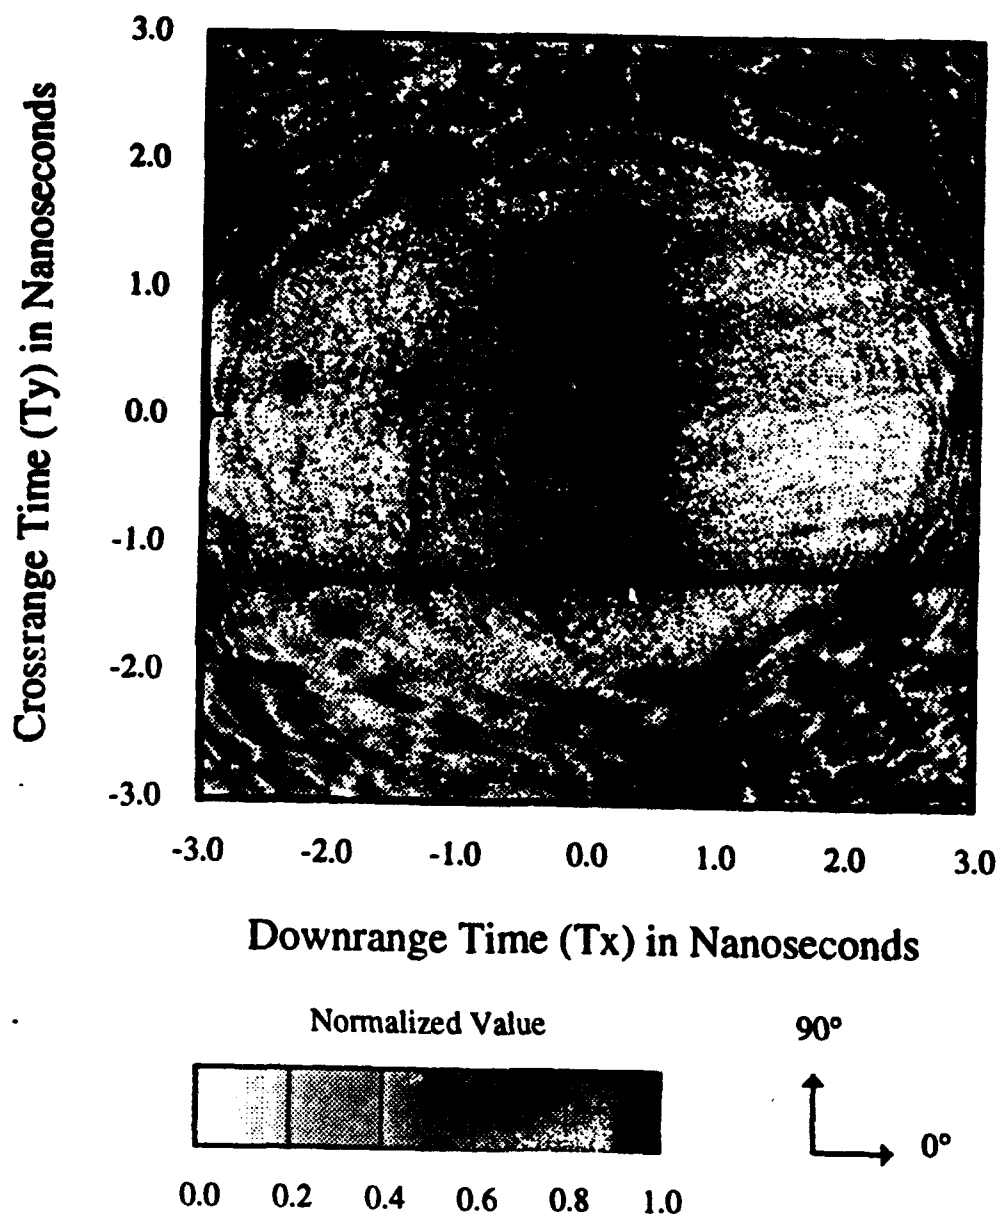 Crossrange Time (Ty) in Nanoseconds
3.0
2.0
1.0
0.0
-1.0
-2.0
-3.0
-3.0 -2.0 -1.0 0.0 1.0 2.0 3.0
Downrange Time (Tx) in Nanoseconds
Normalized Value
0.0 0.2 0.4 0.6 0.8 1.0
90°
0°